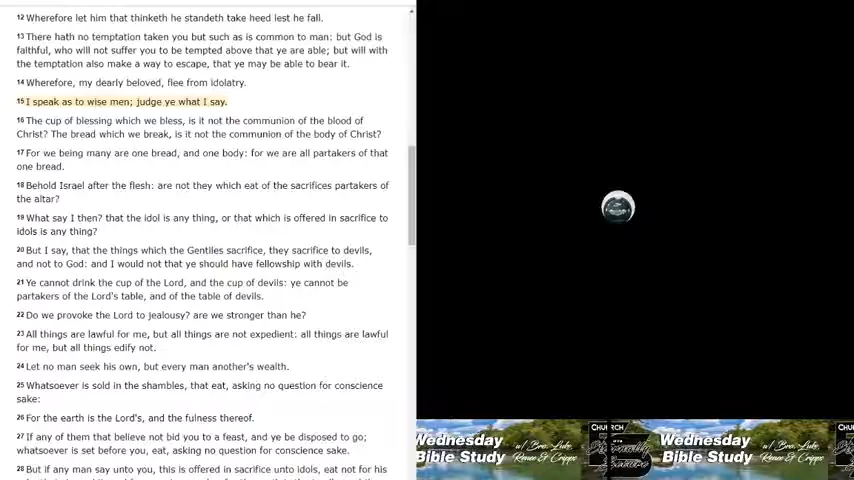 12 Wherefore let him that thinketh he standeth take heed lest he fall.
13 There hath no temptation taken you but such as is common to man: but God is
faithful, who will not suffer you to be tempted above that ye are able; but will with
the temptation also make a way to escape, that ye may be able to bear it.
14 Wherefore, my dearly beloved, flee from idolatry.
15 I speak as to wise men; judge ye what I say.
16 The cup of blessing which we bless, is it not the communion of the blood of
Christ? The bread which we break, is it not the communion of the body of Christ?
17 For we being many are one bread, and one body: for we are all partakers of that
one bread.
18 Behold Israel after the flesh: are not they which eat of the sacrifices partakers of
the altar?
19 What say I then? that the idol is any thing, or that which is offered in sacrifice to
idols is any thing?
20 But I say, that the things which the Gentiles sacrifice, they sacrifice to devils,
and not to God: and I would not that ye should have fellowship with devils.
21 Ye cannot drink the cup of the Lord, and the cup of devils: ye cannot be
partakers of the Lord's table, and of the table of devils.
22 Do we provoke the Lord to jealousy? are we stronger than he?
23 All things are lawful for me, but all things are not expedient: all things are lawful
for me, but all things edify not.
24 Let no man seek his own, but every man another's wealth.
25 Whatsoever is sold in the shambles, that eat, asking no question for conscience
sake:
26 For the earth is the Lord's, and the fulness thereof.
27 If any of them that believe not bid you to a feast, and ye be disposed to go;
whatsoever is set before you, eat, asking no question for conscience sake.
28 But if any man say unto you, this is offered in sacrifice unto idols, eat not for his
Wednesday
Bible Study
w/ Bro. Luke,
Renee & Cripps
CHURCH
Wednesday
Bible Study
w/ Bro. Luke,
Renee & Cripps
CHU